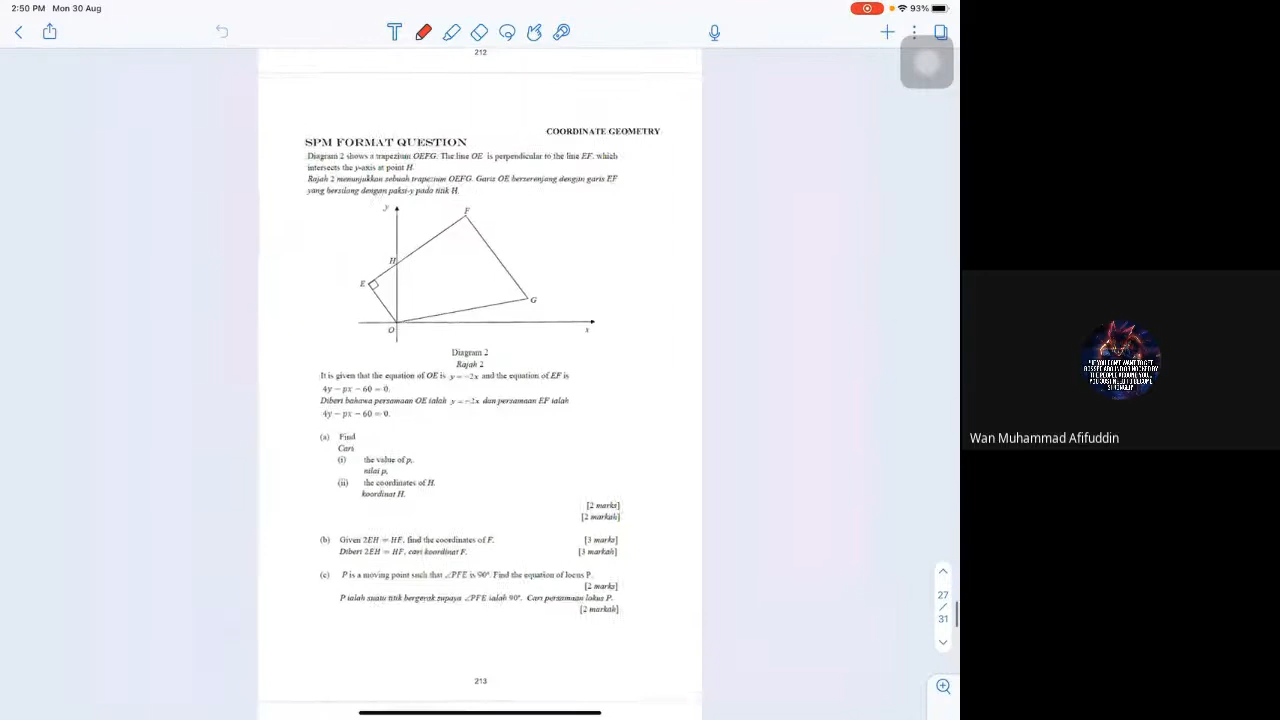 2:50 PM Mon 30 Aug
93%
212
COORDINATE GEOMETRY
SPM FORMAT QUESTION
Diagram 2 shows a trapezium OEFG. The line OE is perpendicular to the line EF, which
intersects the y-axis at point H.
Rajah 2 menunjukkan sebuah trapezium OEFG. Garis OE berserenjang dengan garis EF
yang bersilang dengan paksi-y pada titik H.
y
F
H
E
G
O
x
Diagram 2
Rajah 2
It is given that the equation of OE is y = −2x and the equation of EF is
4y − px − 60 = 0.
Diberi bahawa persamaan OE ialah y = −2x dan persamaan EF ialah
4y − px − 60 = 0.
(a) Find
Cari
(i) the value of p,
nilai p,
(ii) the coordinates of H.
koordinat H.
[2 marks]
[2 markah]
(b) Given 2EH = HF, find the coordinates of F. [3 marks]
Diberi 2EH = HF, cari koordinat F. [3 markah]
(c) P is a moving point such that ∠PFE is 90°. Find the equation of locus P.
[2 marks]
P ialah suatu titik bergerak supaya ∠PFE ialah 90°. Cari persamaan lokus P.
[2 markah]
27
/
31
213
Wan Muhammad Afifuddin